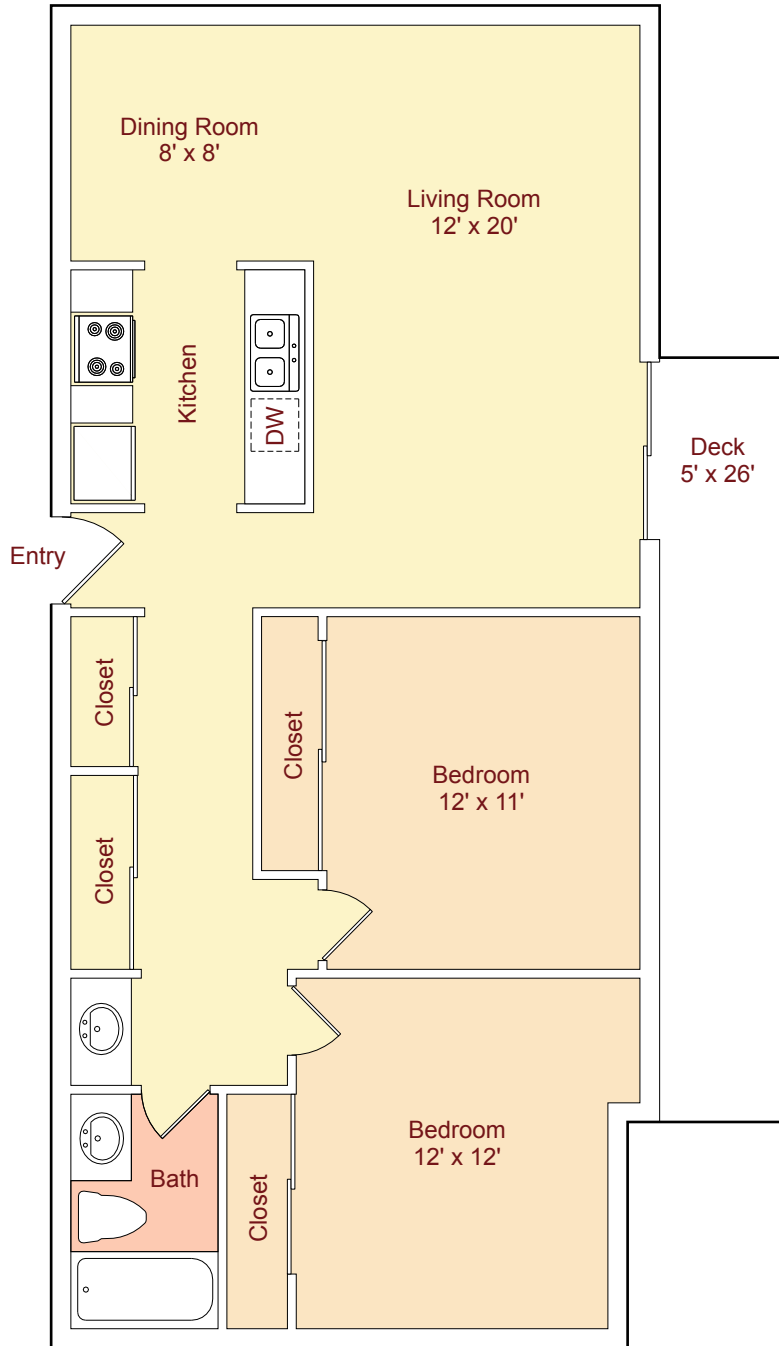 Dining Room
8' x 8'
Living Room
12' x 20'
Kitchen
DW
Deck
5' x 26'
Entry
Closet
Closet
Closet
Bedroom
12' x 11'
Bedroom
12' x 12'
Bath
Closet